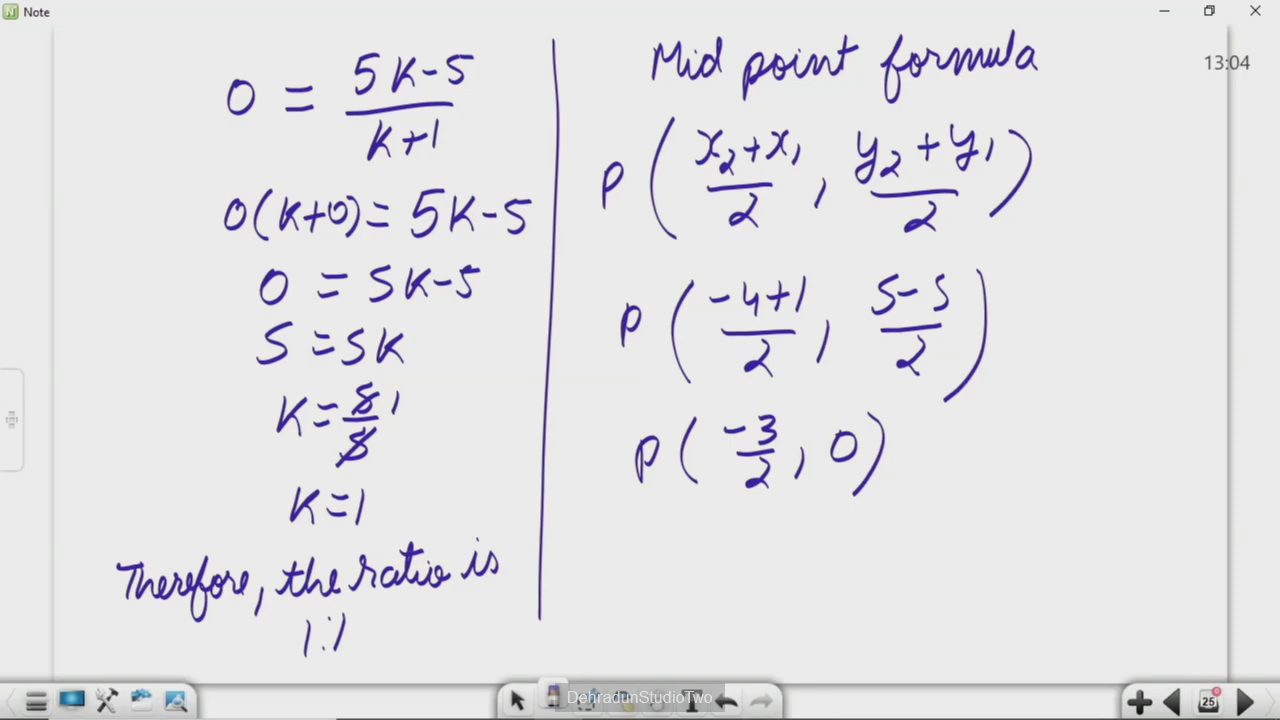 Note
13:04
0 = 5K-5 / K+1
0(K+0) = 5K-5
0 = 5K-5
5 = 5K
K = 5/5 1
K = 1
Therefore, the ratio is
1:1
Mid point formula
P ( x₂+x₁ / 2 , y₂+y₁ / 2 )
P ( -4+1 / 2 , 5-5 / 2 )
P ( -3/2 , 0 )
DehradunStudioTwo
25